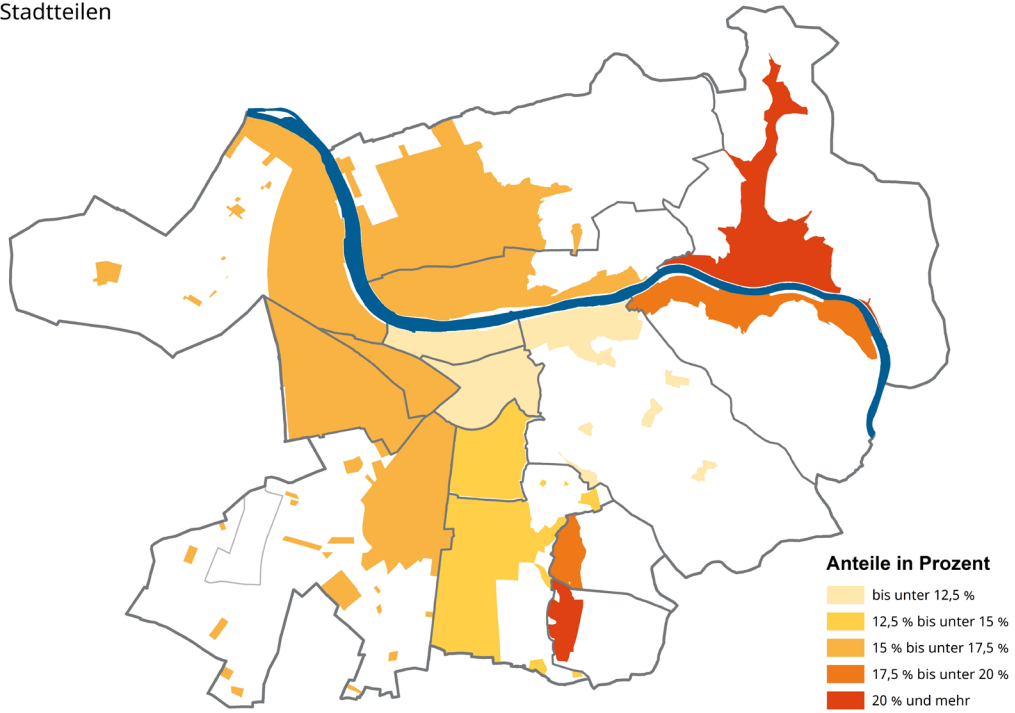 Stadtteilen
Anteile in Prozent
bis unter 12,5 %
12,5 % bis unter 15 %
15 % bis unter 17,5 %
17,5 % bis unter 20 %
20 % und mehr